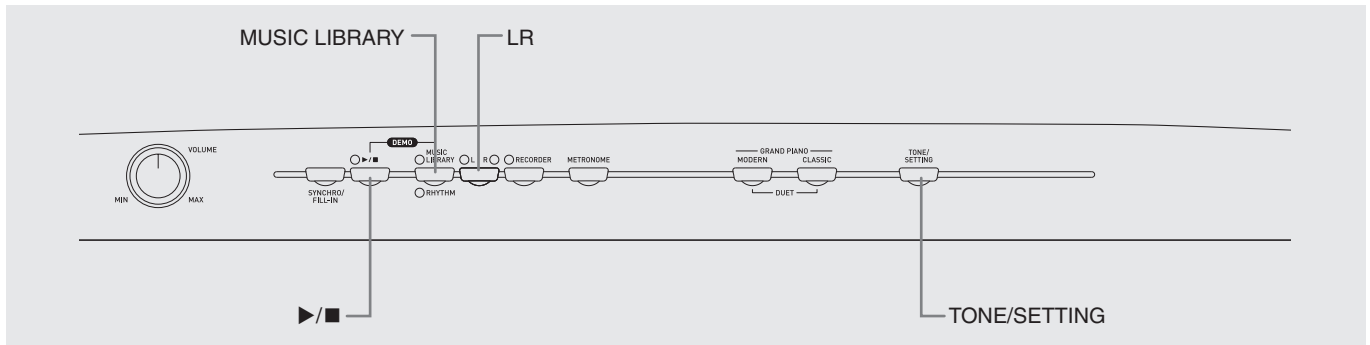 MUSIC LIBRARY LR
DEMO
VOLUME
MIN MAX
▶/■
MUSIC
LIBRARY
L R
RECORDER
METRONOME
GRAND PIANO
MODERN CLASSIC
TONE/
SETTING
SYNCHRO/
FILL-IN
RHYTHM
DUET
▶/■ TONE/SETTING